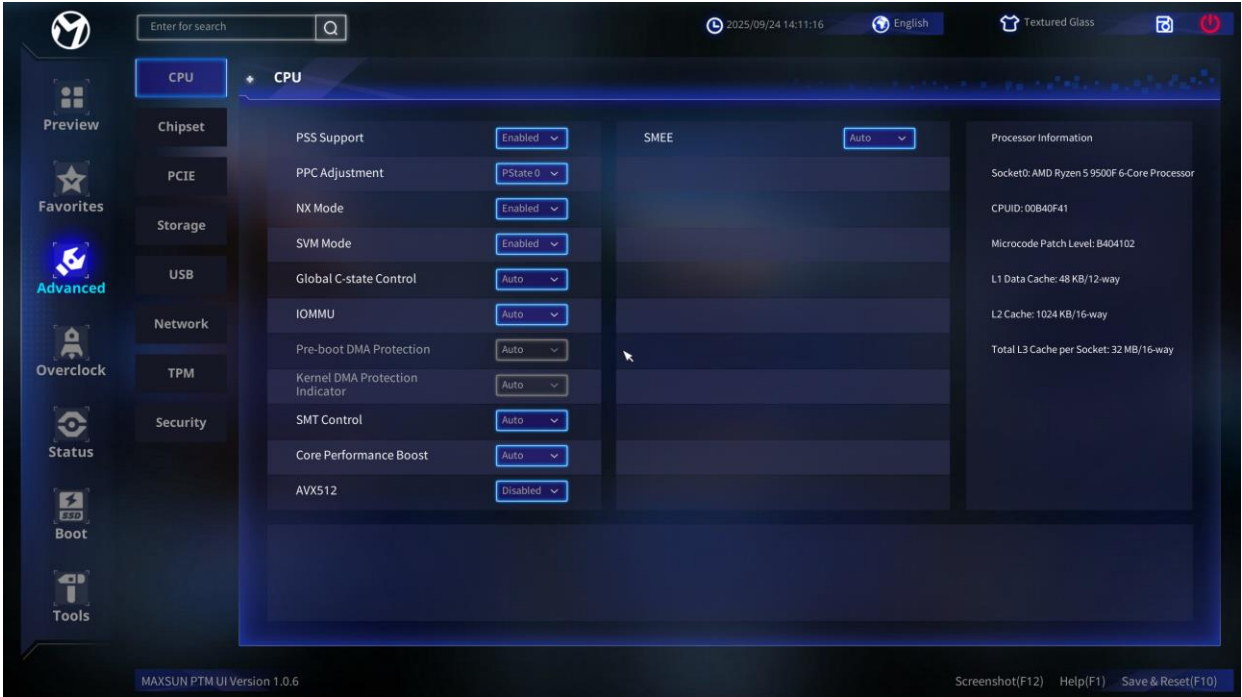 Enter for search
2025/09/24 14:11:16
English
Textured Glass
Preview
Favorites
Advanced
Overclock
Status
Boot
Tools
SSD
CPU
Chipset
PCIE
Storage
USB
Network
TPM
Security
CPU
PSS Support Enabled
PPC Adjustment PState 0
NX Mode Enabled
SVM Mode Enabled
Global C-state Control Auto
IOMMU Auto
Pre-boot DMA Protection Auto
Kernel DMA Protection
Indicator Auto
SMT Control Auto
Core Performance Boost Auto
AVX512 Disabled
SMEE Auto
Processor Information
Socket0: AMD Ryzen 5 9500F 6-Core Processor
CPUID: 00B40F41
Microcode Patch Level: B404102
L1 Data Cache: 48 KB/12-way
L2 Cache: 1024 KB/16-way
Total L3 Cache per Socket: 32 MB/16-way
MAXSUN PTM UI Version 1.0.6
Screenshot(F12) Help(F1) Save & Reset(F10)